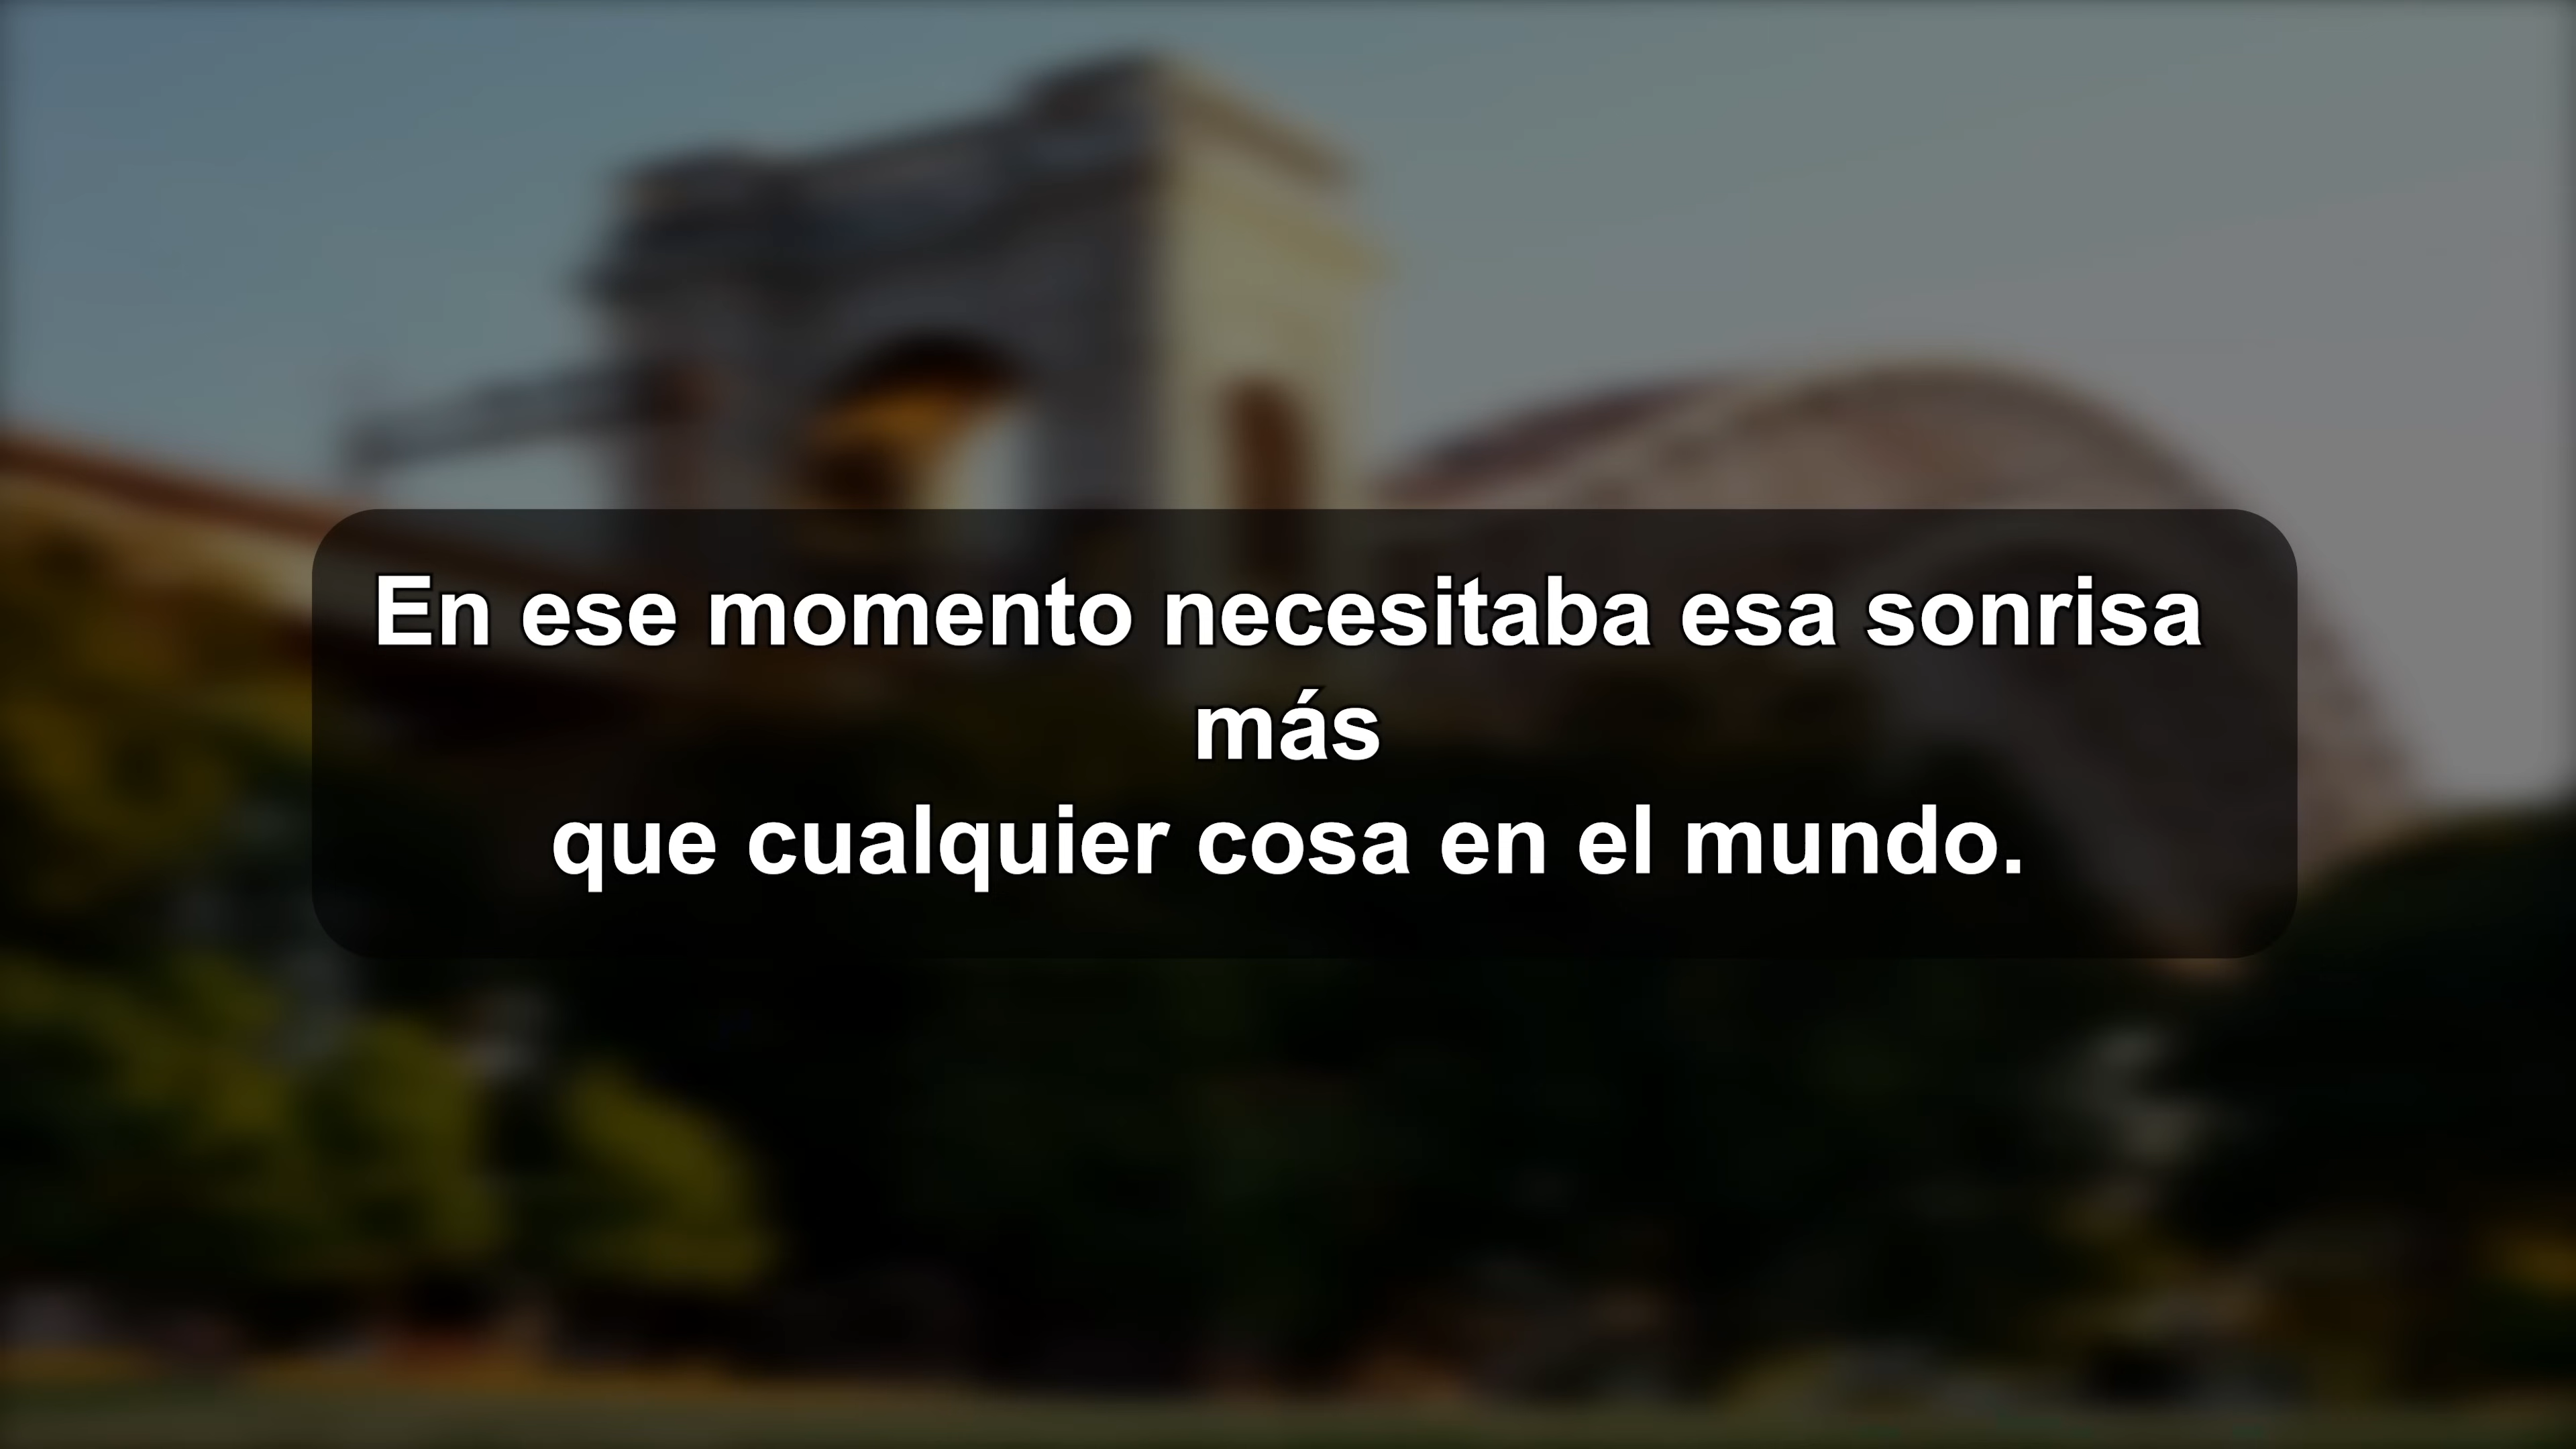 En ese momento necesitaba esa sonrisa
más
que cualquier cosa en el mundo.